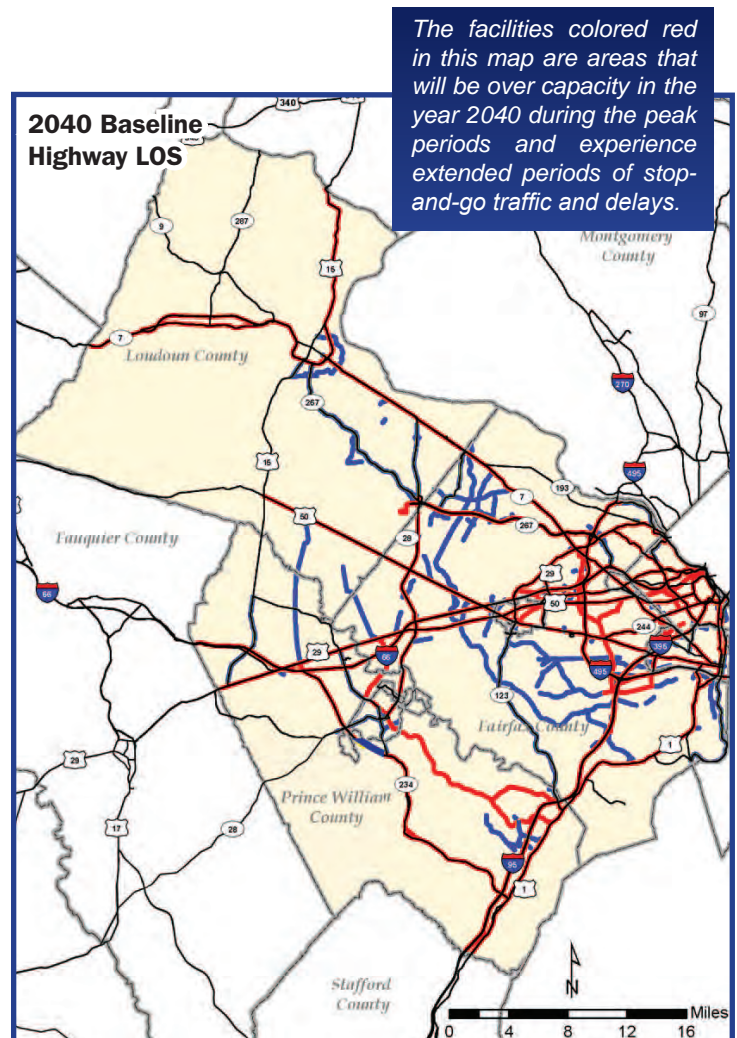 The facilities colored red
in this map are areas that
will be over capacity in the
year 2040 during the peak
periods and experience
extended periods of stop-
and-go traffic and delays.
2040 Baseline
Highway LOS
340
287
9
15
Montgomery
County
97
7
Loudoun County
270
267
495
15
193
7
50
267
Fauquier County
28
29
66
50
244
29
66
395
495
123
Fairfax County
1
29
234
Prince William
County
17
28
95
1
Stafford
County
N
Miles
0 4 8 12 16